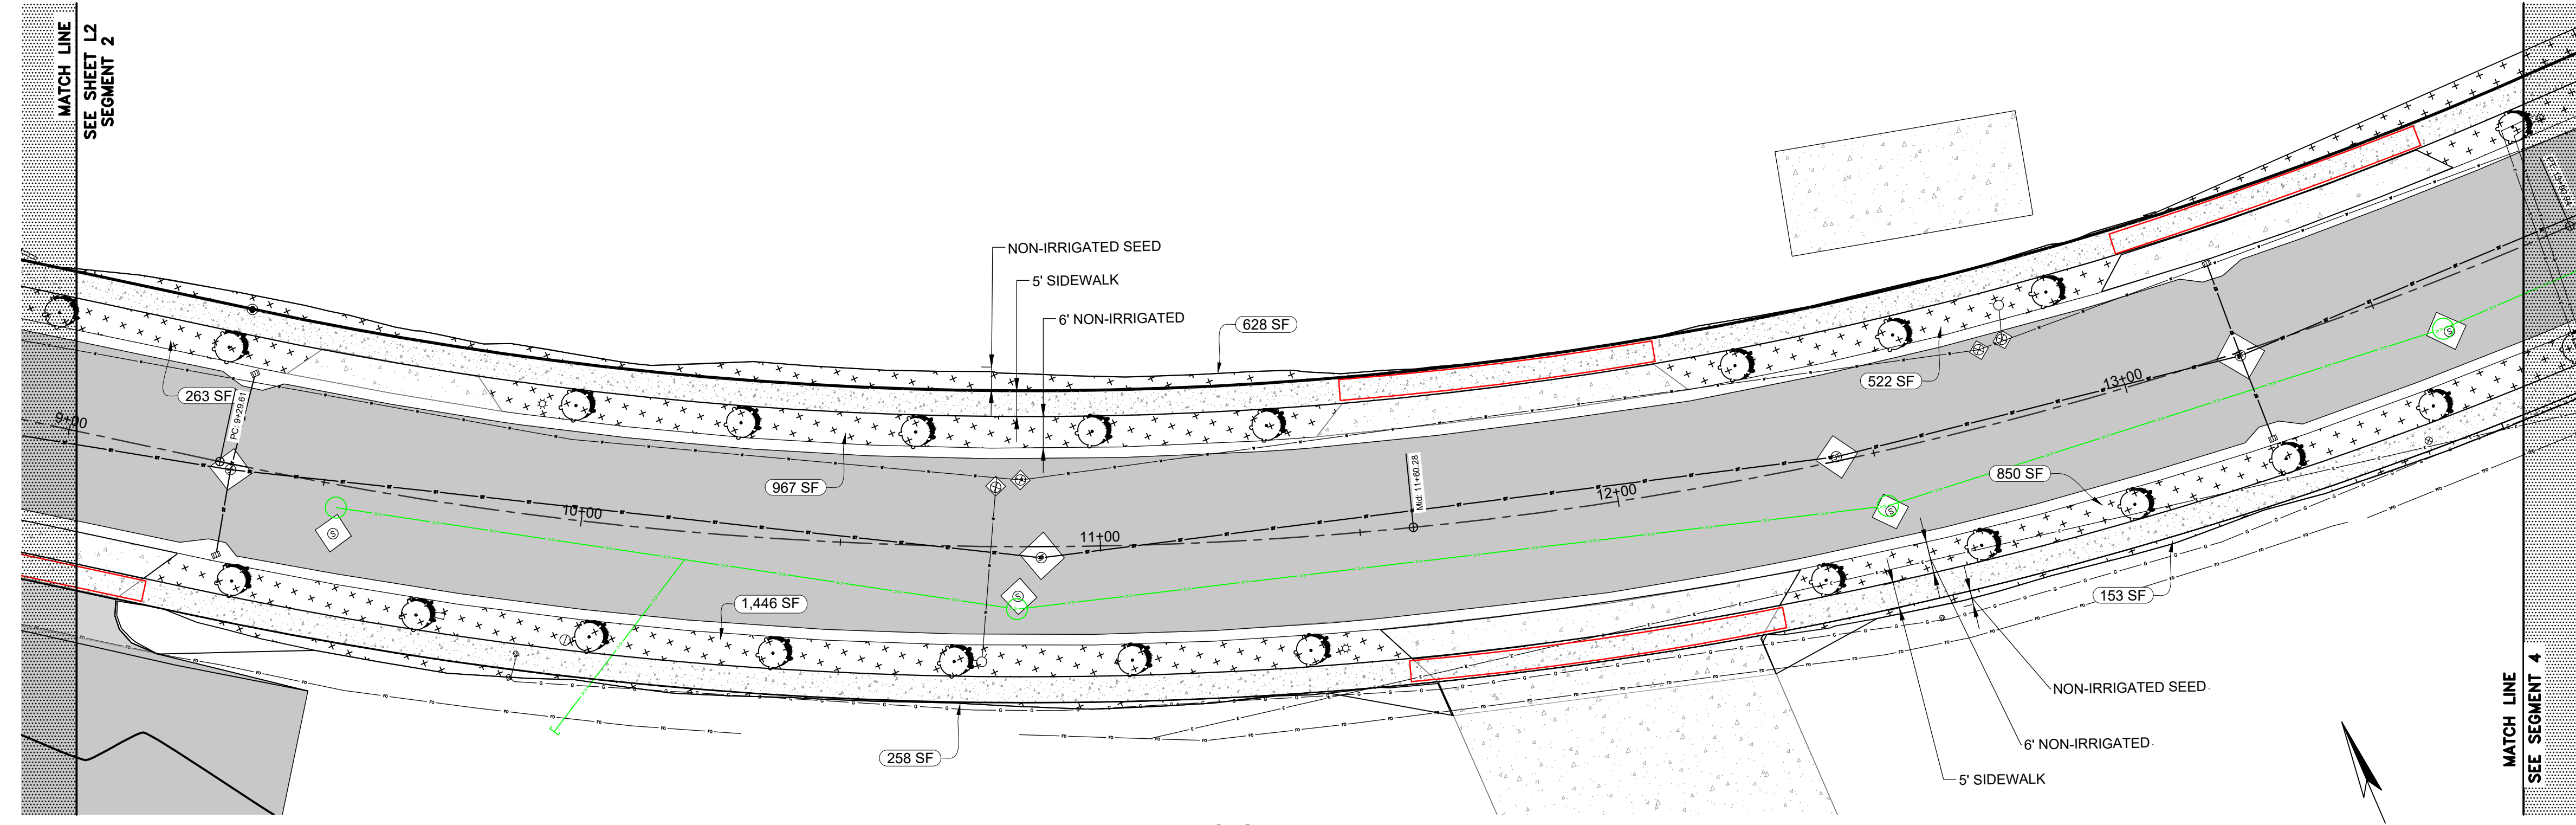 MATCH LINE
SEE SHEET L2
SEGMENT 2
NON-IRRIGATED SEED
5' SIDEWALK
6' NON-IRRIGATED
628 SF
263 SF
PC: 9+29.61
9+00
10+00
967 SF
11+00
Mid: 11+60.28
12+00
522 SF
13+00
850 SF
1,446 SF
258 SF
153 SF
NON-IRRIGATED SEED
6' NON-IRRIGATED
5' SIDEWALK
MATCH LINE
SEE SEGMENT 4